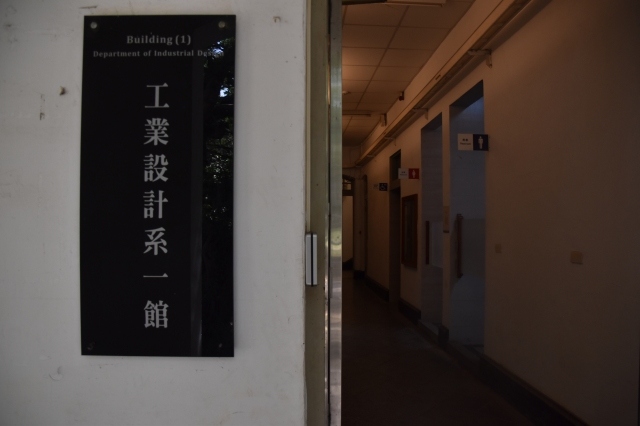 Building (1)
Department of Industrial
工業設計系一館